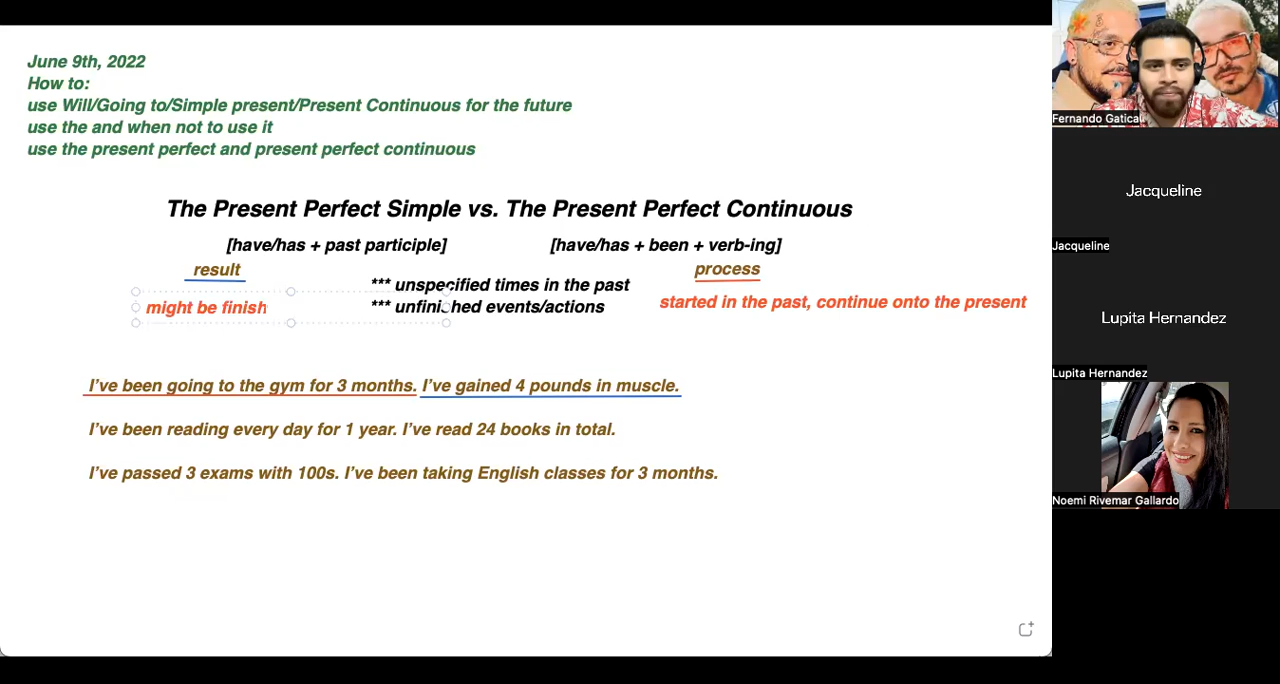 June 9th, 2022
How to:
use Will/Going to/Simple present/Present Continuous for the future
use the and when not to use it
use the present perfect and present perfect continuous
The Present Perfect Simple vs. The Present Perfect Continuous
[have/has + past participle] [have/has + been + verb-ing]
result process
*** unspecified times in the past
might be finish *** unfinished events/actions started in the past, continue onto the present
I've been going to the gym for 3 months. I've gained 4 pounds in muscle.
I've been reading every day for 1 year. I've read 24 books in total.
I've passed 3 exams with 100s. I've been taking English classes for 3 months.
Fernando Gatica
Jacqueline
Jacqueline
Lupita Hernandez
Lupita Hernandez
Noemi Rivemar Gallardo